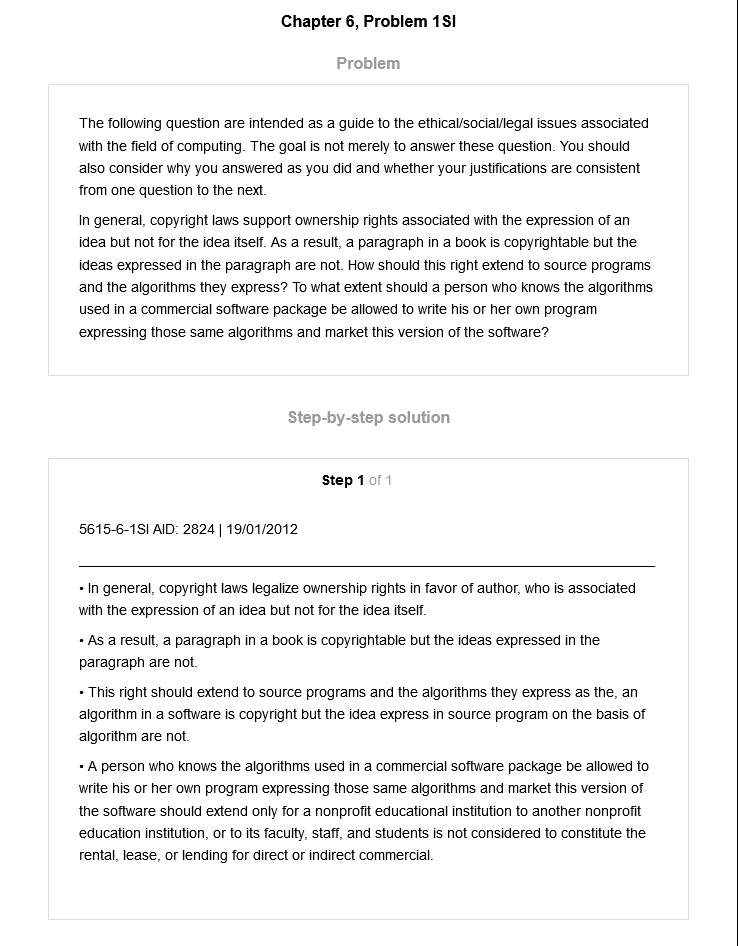 Chapter 6, Problem 1SI
Problem
The following question are intended as a guide to the ethical/social/legal issues associated
with the field of computing. The goal is not merely to answer these question. You should
also consider why you answered as you did and whether your justifications are consistent
from one question to the next.
In general, copyright laws support ownership rights associated with the expression of an
idea but not for the idea itself. As a result, a paragraph in a book is copyrightable but the
ideas expressed in the paragraph are not. How should this right extend to source programs
and the algorithms they express? To what extent should a person who knows the algorithms
used in a commercial software package be allowed to write his or her own program
expressing those same algorithms and market this version of the software?
Step-by-step solution
Step 1 of 1
5615-6-1SI AID: 2824 | 19/01/2012
• In general, copyright laws legalize ownership rights in favor of author, who is associated
with the expression of an idea but not for the idea itself.
• As a result, a paragraph in a book is copyrightable but the ideas expressed in the
paragraph are not.
• This right should extend to source programs and the algorithms they express as the, an
algorithm in a software is copyright but the idea express in source program on the basis of
algorithm are not.
• A person who knows the algorithms used in a commercial software package be allowed to
write his or her own program expressing those same algorithms and market this version of
the software should extend only for a nonprofit educational institution to another nonprofit
education institution, or to its faculty, staff, and students is not considered to constitute the
rental, lease, or lending for direct or indirect commercial.